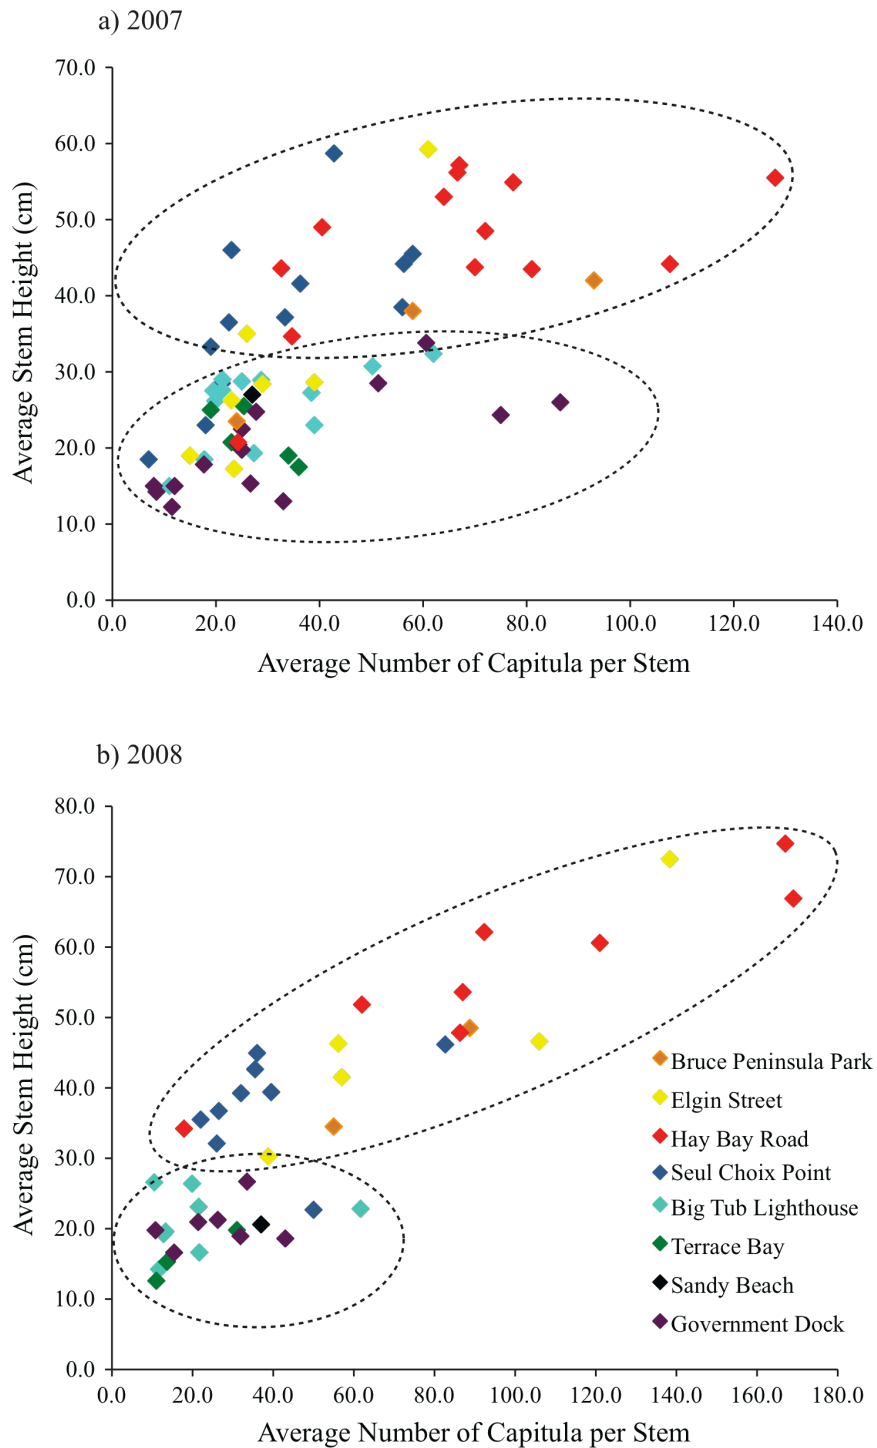 a) 2007
70.0
60.0
50.0
40.0
30.0
20.0
10.0
0.0
Average Stem Height (cm)
0.0 20.0 40.0 60.0 80.0 100.0 120.0 140.0
Average Number of Capitula per Stem
b) 2008
80.0
70.0
60.0
50.0
40.0
30.0
20.0
10.0
0.0
Average Stem Height (cm)
Bruce Peninsula Park
Elgin Street
Hay Bay Road
Seul Choix Point
Big Tub Lighthouse
Terrace Bay
Sandy Beach
Government Dock
0.0 20.0 40.0 60.0 80.0 100.0 120.0 140.0 160.0 180.0
Average Number of Capitula per Stem